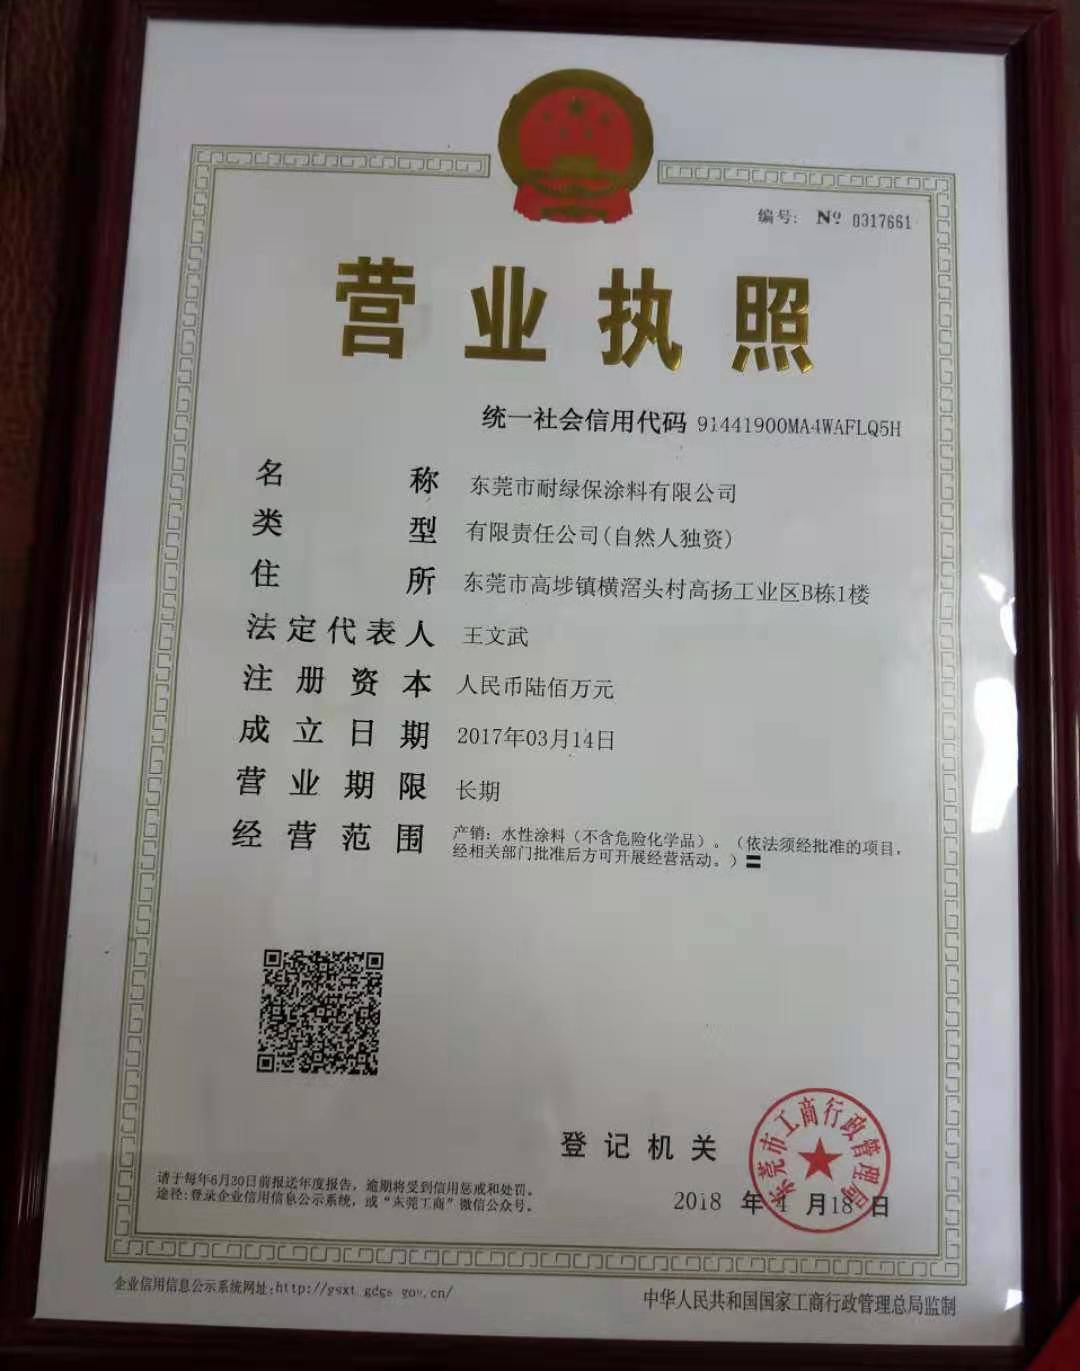 编号: Nº 0317661
营业执照
统一社会信用代码 91441900MA4WAFLQ5H
名称 东莞市耐绿保涂料有限公司
类型 有限责任公司(自然人独资)
住所 东莞市高埗镇横滘头村高扬工业区B栋1楼
法定代表人 王文武
注册资本 人民币陆佰万元
成立日期 2017年03月14日
营业期限 长期
经营范围 产销：水性涂料（不含危险化学品）。（依法须经批准的项目，
经相关部门批准后方可开展经营活动。）〓
登记机关
东莞市工商行政管理局
2018 年 4 月 18 日
请于每年6月30日前报送年度报告，逾期将受到信用惩戒和处罚。
途径:登录企业信用信息公示系统，或“东莞工商”微信公众号。
企业信用信息公示系统网址:http://gsxt.gdgs.gov.cn/
中华人民共和国国家工商行政管理总局监制